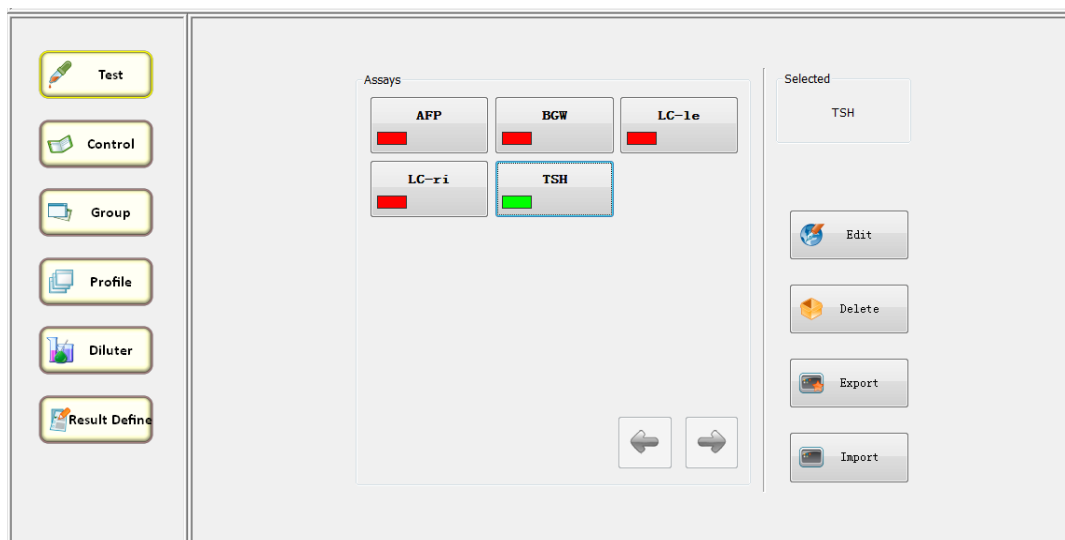 Test
Control
Group
Profile
Diluter
Result Define
Assays
AFP
BGW
LC-le
LC-ri
TSH
Selected
TSH
Edit
Delete
Export
Import